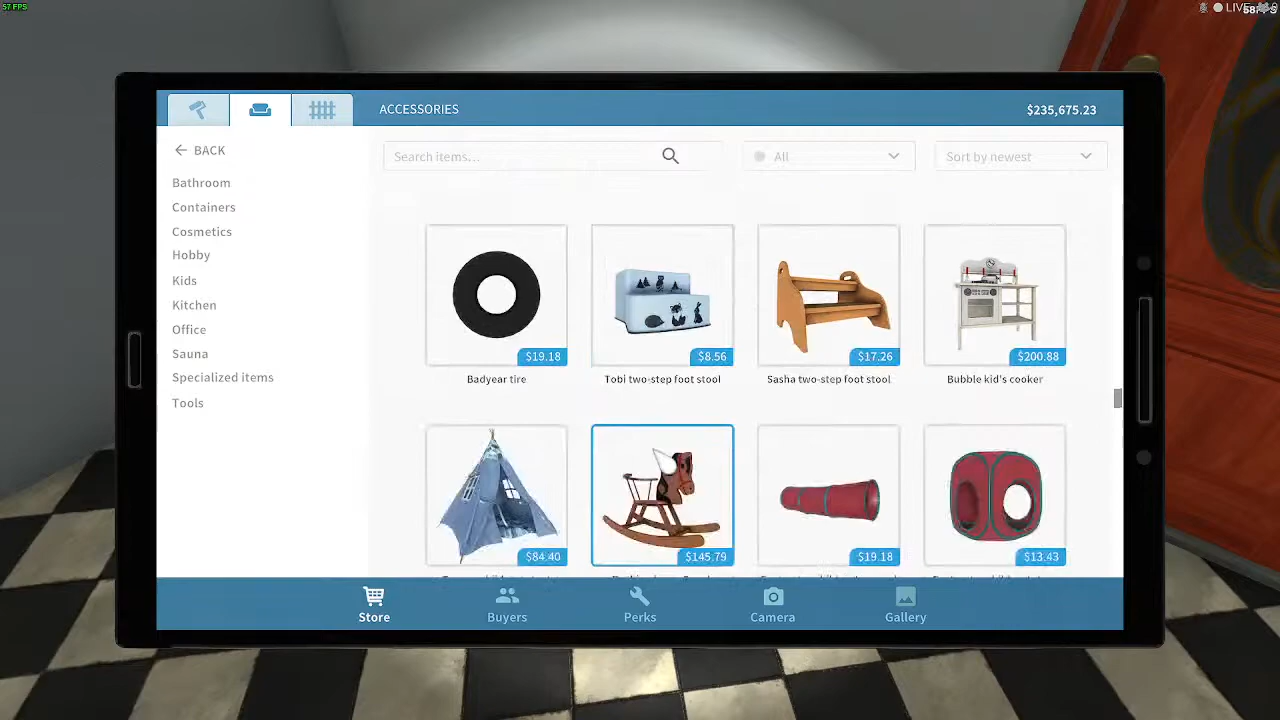 57 FPS
LIVE
ACCESSORIES
$235,675.23
BACK
Search items...
All
Sort by newest
Bathroom
Containers
Cosmetics
Hobby
Kids
Kitchen
Office
Sauna
Specialized items
Tools
$19.18
$8.56
$17.26
$200.88
Badyear tire
Tobi two-step foot stool
Sasha two-step foot stool
Bubble kid's cooker
$84.40
$145.79
$19.18
$13.43
Store
Buyers
Perks
Camera
Gallery